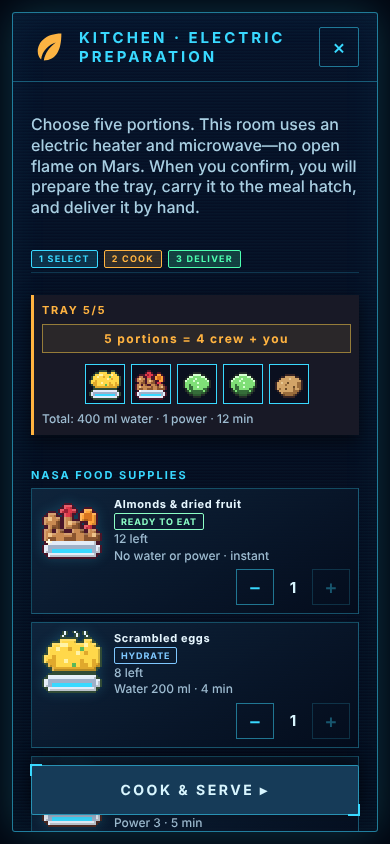 KITCHEN · ELECTRIC
PREPARATION
✕
Choose five portions. This room uses an
electric heater and microwave—no open
flame on Mars. When you confirm, you will
prepare the tray, carry it to the meal hatch,
and deliver it by hand.
1 SELECT 2 COOK 3 DELIVER
TRAY 5/5
5 portions = 4 crew + you
Total: 400 ml water · 1 power · 12 min
NASA FOOD SUPPLIES
Almonds & dried fruit
READY TO EAT
12 left
No water or power · instant
− 1 +
Scrambled eggs
HYDRATE
8 left
Water 200 ml · 4 min
− 1 +
COOK & SERVE ▸
Power 3 · 5 min